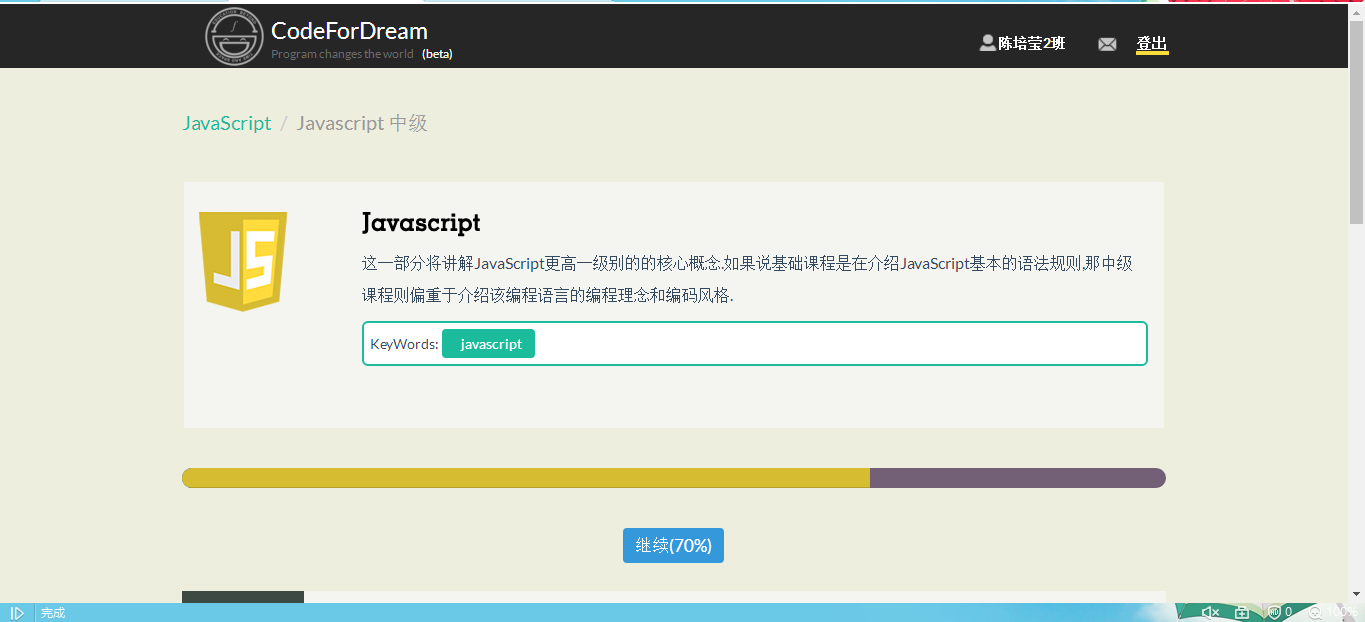 CodeForDream
Program changes the world (beta)
陈培莹2班
登出
JavaScript / Javascript 中级
JS
Javascript
这一部分将讲解JavaScript更高一级别的的核心概念.如果说基础课程是在介绍JavaScript基本的语法规则,那中级
课程则偏重于介绍该编程语言的编程理念和编码风格.
KeyWords: javascript
继续(70%)
完成
0
100%